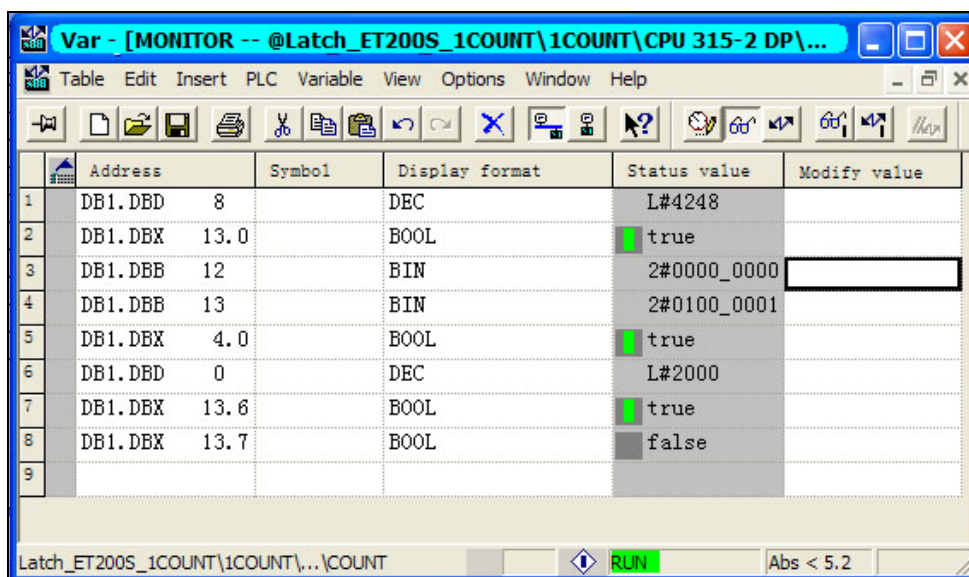 Var - [MONITOR -- @Latch_ET200S_1COUNT\1COUNT\CPU 315-2 DP\...
Table Edit Insert PLC Variable View Options Window Help
Address Symbol Display format Status value Modify value
1 DB1.DBD 8 DEC L#4248
2 DB1.DBX 13.0 BOOL true
3 DB1.DBB 12 BIN 2#0000_0000
4 DB1.DBB 13 BIN 2#0100_0001
5 DB1.DBX 4.0 BOOL true
6 DB1.DBD 0 DEC L#2000
7 DB1.DBX 13.6 BOOL true
8 DB1.DBX 13.7 BOOL false
9
Latch_ET200S_1COUNT\1COUNT\...\COUNT RUN Abs < 5.2